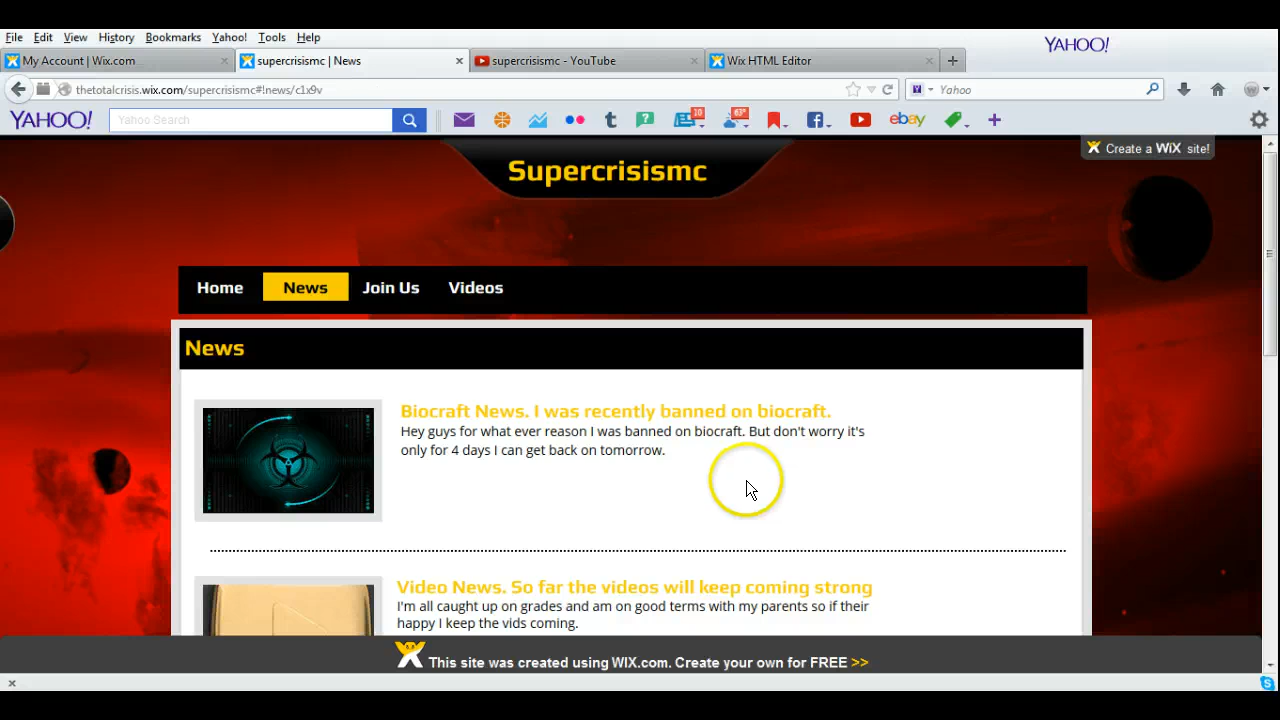 File Edit View History Bookmarks Yahoo! Tools Help
YAHOO!
My Account | Wix.com
supercrisismc | News
supercrisismc - YouTube
Wix HTML Editor
thetotalcrisis.wix.com/supercrisismc#!news/c1x9v
Yahoo
YAHOO!
Yahoo Search
10
63°
ebay
Supercrisismc
Create a WiX site!
Home News Join Us Videos
News
Biocraft News. I was recently banned on biocraft.
Hey guys for what ever reason I was banned on biocraft. But don't worry it's
only for 4 days I can get back on tomorrow.
Video News. So far the videos will keep coming strong
I'm all caught up on grades and am on good terms with my parents so if their
happy I keep the vids coming.
This site was created using WIX.com. Create your own for FREE >>